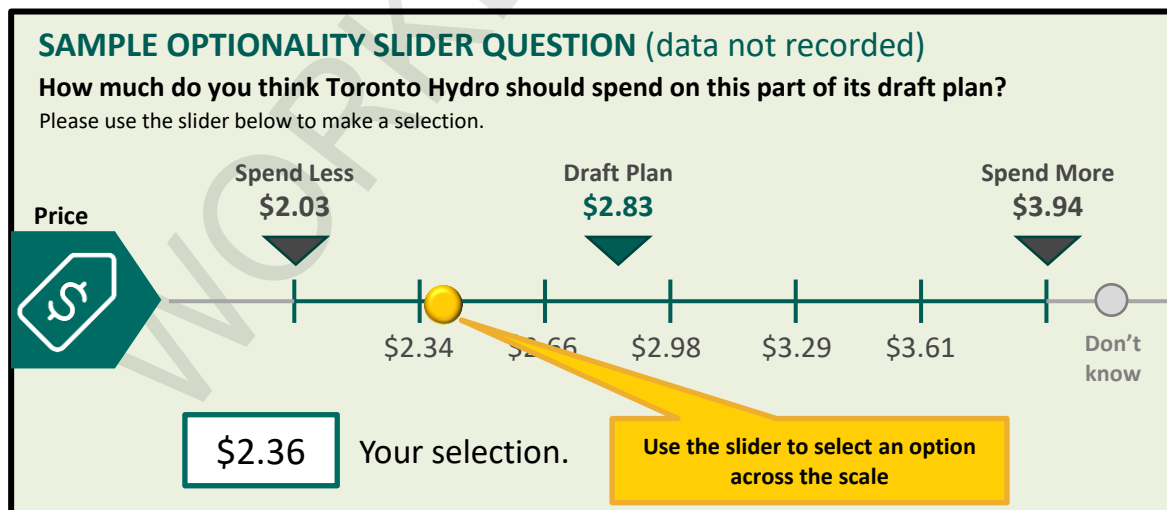 SAMPLE OPTIONALITY SLIDER QUESTION (data not recorded)
How much do you think Toronto Hydro should spend on this part of its draft plan?
Please use the slider below to make a selection.
Spend Less
$2.03
Draft Plan
$2.83
Spend More
$3.94
Price
$
$2.34
$2.66
$2.98
$3.29
$3.61
Don't
know
$2.36
Your selection.
Use the slider to select an option
across the scale
WORK